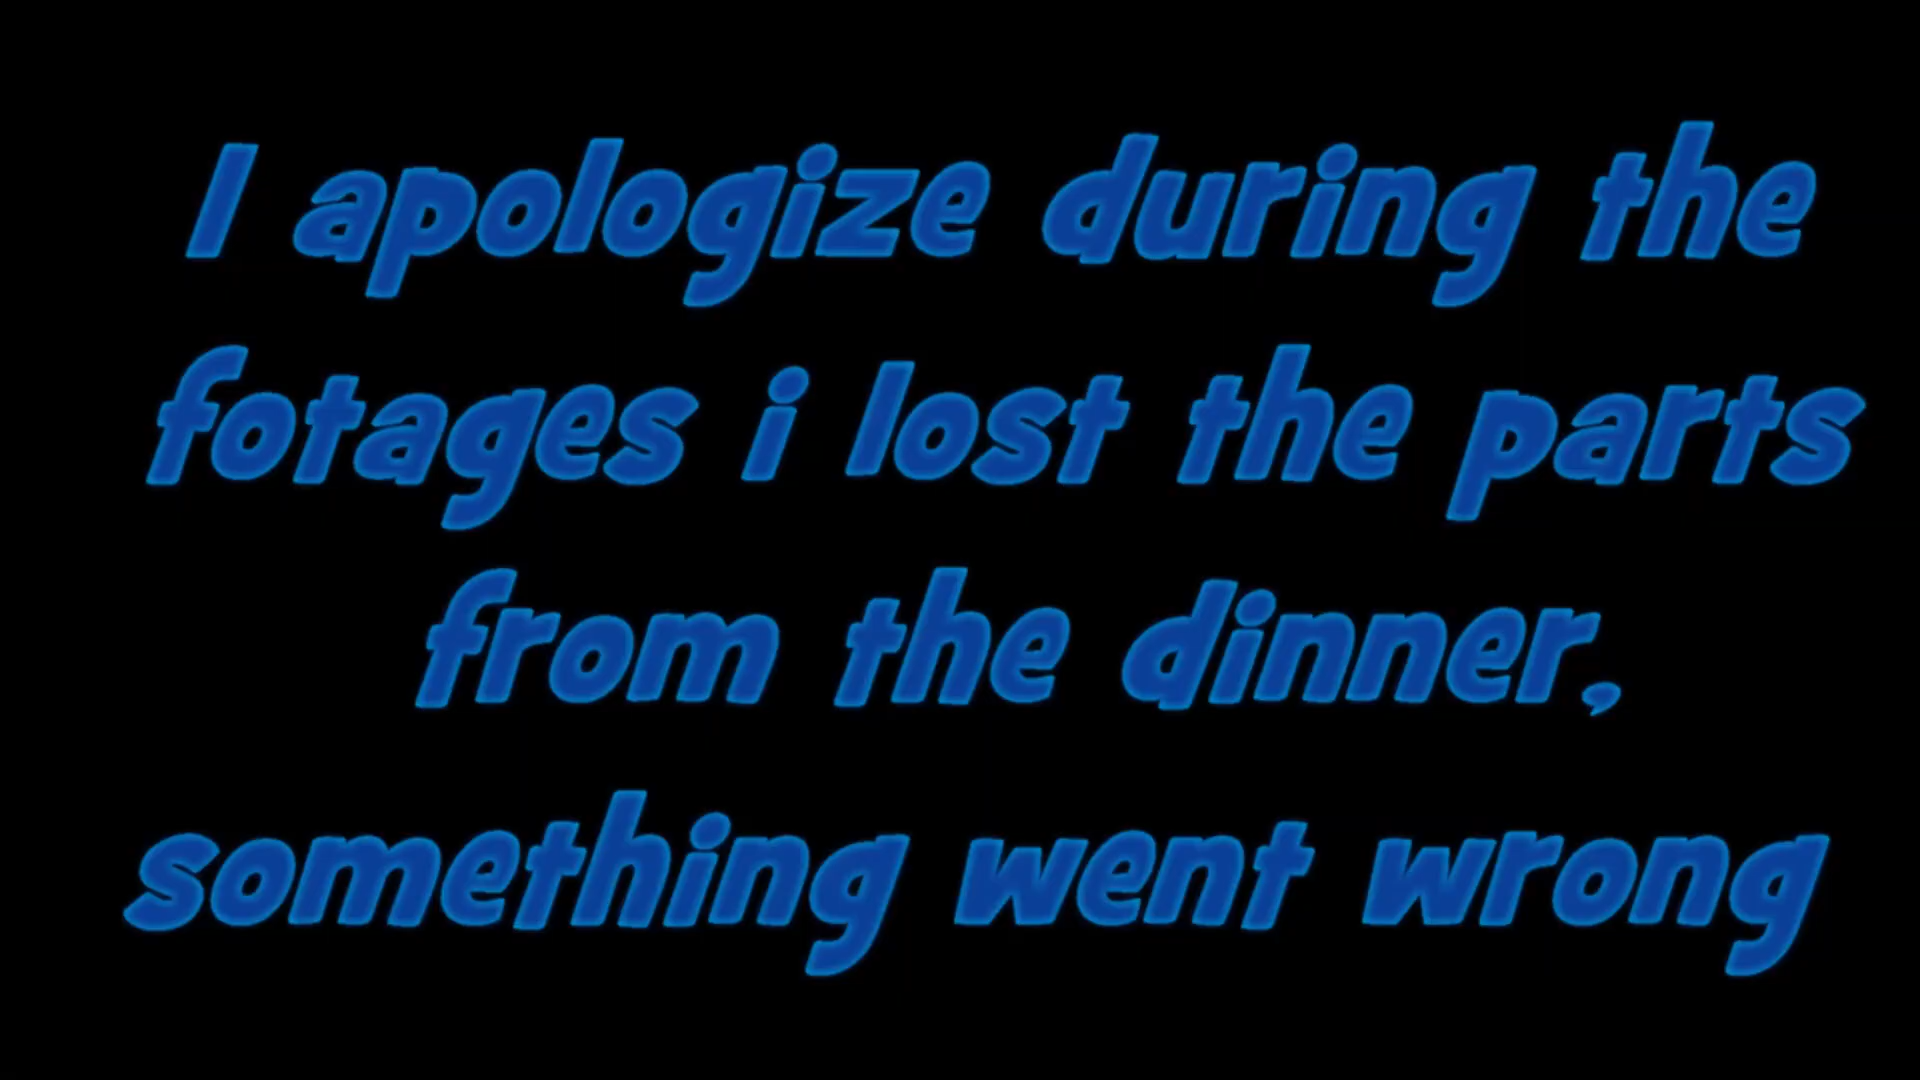 I apologize during the
fotages i lost the parts
from the dinner,
something went wrong